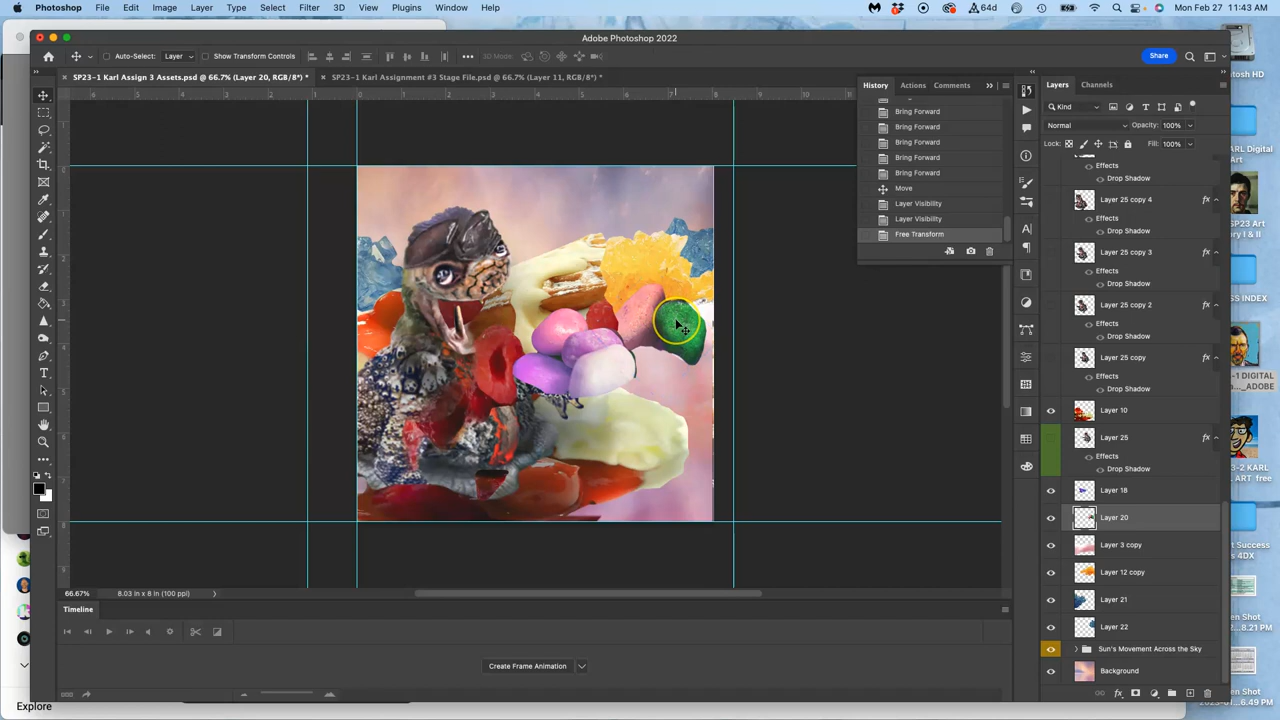 Photoshop File Edit Image Layer Type Select Filter 3D View Plugins Window Help 64d Mon Feb 27 11:43 AM
Adobe Photoshop 2022
Auto-Select: Layer Show Transform Controls 3D Mode: Share
SP23-1 Karl Assign 3 Assets.psd @ 66.7% (Layer 20, RGB/8*) * SP23-1 Karl Assignment #3 Stage File.psd @ 66.7% (Layer 11, RGB/8*) *
History Actions Comments
Bring Forward
Bring Forward
Bring Forward
Bring Forward
Bring Forward
Move
Layer Visibility
Layer Visibility
Free Transform
Layers Channels
Kind
Normal Opacity: 100%
Lock: Fill: 100%
Effects
Drop Shadow
Layer 25 copy 4 fx
Effects
Drop Shadow
Layer 25 copy 3 fx
Effects
Drop Shadow
Layer 25 copy 2 fx
Effects
Drop Shadow
Layer 25 copy fx
Effects
Drop Shadow
Layer 10
Layer 25 fx
Effects
Drop Shadow
Layer 18
Layer 20
Layer 3 copy
Layer 12 copy
Layer 21
Layer 22
Sun's Movement Across the Sky
Background
66.67% 8.03 in x 8 in (100 ppi)
Timeline
Create Frame Animation
Explore